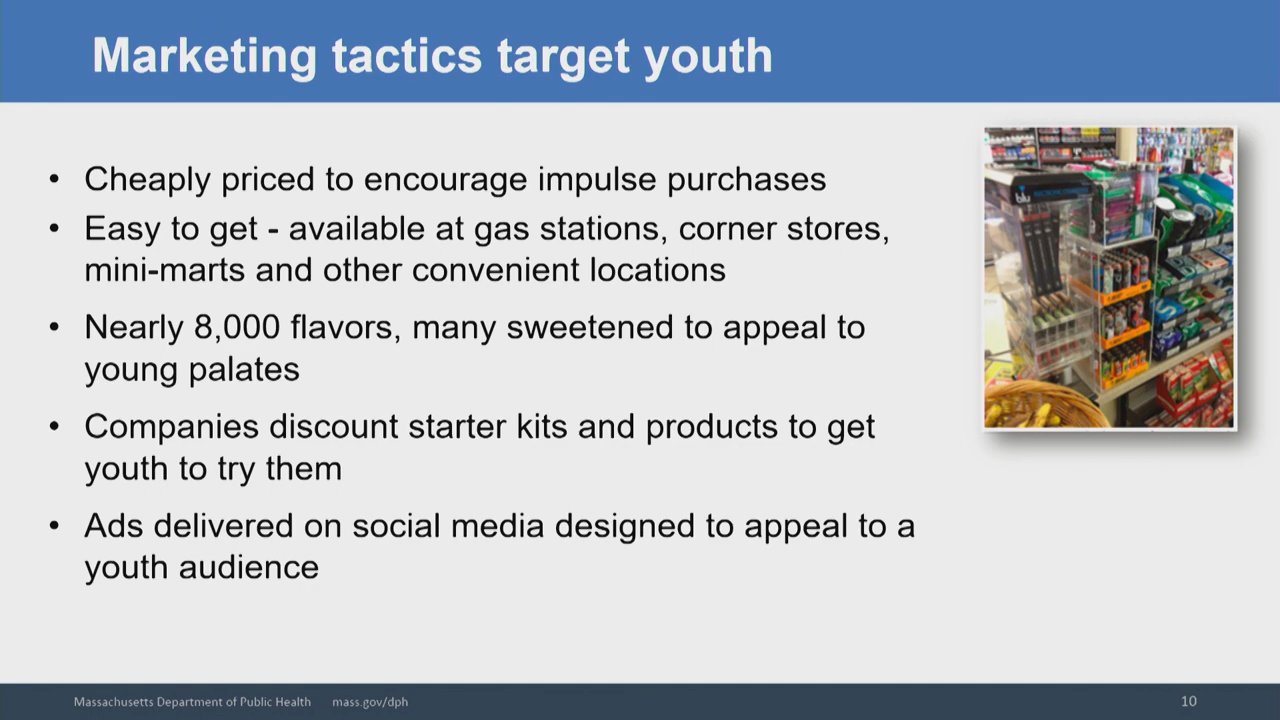 Marketing tactics target youth
• Cheaply priced to encourage impulse purchases
• Easy to get - available at gas stations, corner stores,
mini-marts and other convenient locations
• Nearly 8,000 flavors, many sweetened to appeal to
young palates
• Companies discount starter kits and products to get
youth to try them
• Ads delivered on social media designed to appeal to a
youth audience
blu
Massachusetts Department of Public Health mass.gov/dph
10